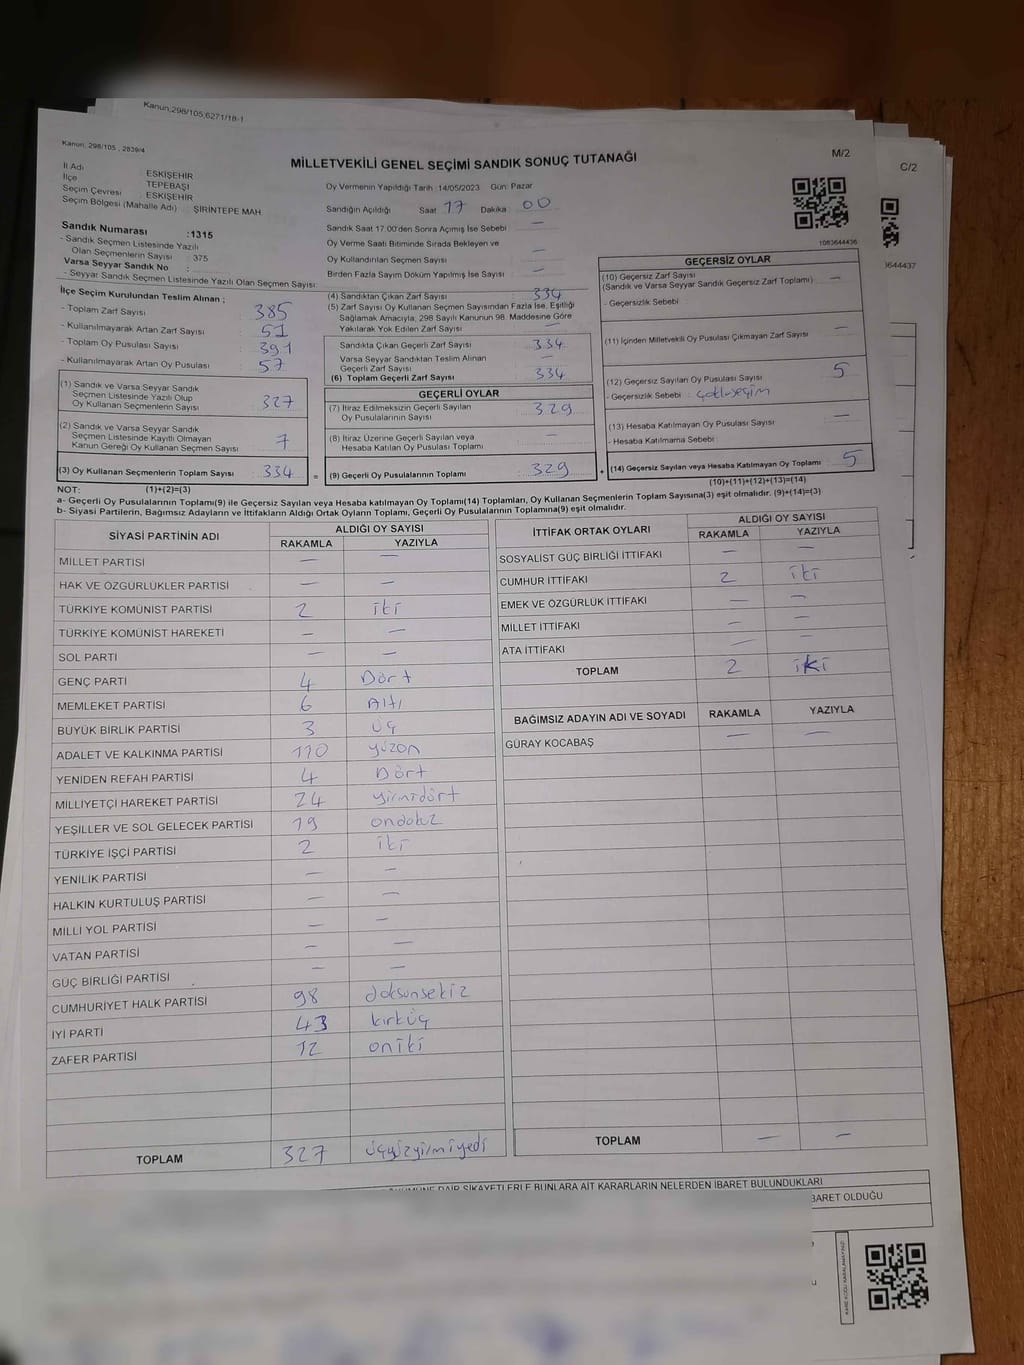 Kanun,298/105,6271/18-1
Kanun, 298/105 , 2839/4
MİLLETVEKİLİ GENEL SEÇİMİ SANDIK SONUÇ TUTANAĞI
M/2
C/2
İl Adı ESKİŞEHİR
İlçe TEPEBAŞI
Seçim Çevresi ESKİŞEHİR
Seçim Bölgesi (Mahalle Adı) : ŞİRİNTEPE MAH.
Oy Vermenin Yapıldığı Tarih :14/05/2023 Gün: Pazar
Sandığın Açıldığı Saat 17 Dakika : 00
Sandık Saat 17.00'den Sonra Açımış İse Sebebi —
Oy Verme Saati Bitiminde Sırada Bekleyen ve
Oy Kullandırılan Seçmen Sayısı —
Birden Fazla Sayım Döküm Yapılmış İse Sayısı —
1083644436
3644437
Sandık Numarası :1315
- Sandık Seçmen Listesinde Yazılı
Olan Seçmenlerin Sayısı : 375
Varsa Seyyar Sandık No :
- Seyyar Sandık Seçmen Listesinde Yazılı Olan Seçmen Sayısı:
İlçe Seçim Kurulundan Teslim Alınan ;
- Toplam Zarf Sayısı : 385
- Kullanılmayarak Artan Zarf Sayısı : 51
- Toplam Oy Pusulası Sayısı : 391
- Kullanılmayarak Artan Oy Pusulası : 57
(1) Sandık ve Varsa Seyyar Sandık
Seçmen Listesinde Yazılı Olup
Oy Kullanan Seçmenlerin Sayısı : 327
(2) Sandık ve Varsa Seyyar Sandık
Seçmen Listesinde Kayıtlı Olmayan
Kanun Gereği Oy Kullanan Seçmen Sayısı : 7
(3) Oy Kullanan Seçmenlerin Toplam Sayısı : 334 =
(4) Sandıktan Çıkan Zarf Sayısı : 334
(5) Zarf Sayısı Oy Kullanan Seçmen Sayısından Fazla İse, Eşitliği
Sağlamak Amacıyla, 298 Sayılı Kanunun 98. Maddesine Göre
Yakılarak Yok Edilen Zarf Sayısı : —
Sandıkta Çıkan Geçerli Zarf Sayısı : 334
Varsa Seyyar Sandıktan Teslim Alınan
Geçerli Zarf Sayısı : —
(6) Toplam Geçerli Zarf Sayısı : 334
GEÇERLİ OYLAR
(7) İtiraz Edilmeksizin Geçerli Sayılan
Oy Pusulalarının Sayısı : 329
(8) İtiraz Üzerine Geçerli Sayılan veya
Hesaba Katılan Oy Pusulası Toplamı : —
(9) Geçerli Oy Pusulalarının Toplamı : 329 +
GEÇERSİZ OYLAR
(10) Geçersiz Zarf Sayısı
(Sandık ve Varsa Seyyar Sandık Geçersiz Zarf Toplamı) : —
- Geçersizlik Sebebi :
(11) İçinden Milletvekili Oy Pusulası Çıkmayan Zarf Sayısı : —
(12) Geçersiz Sayılan Oy Pusulası Sayısı : 5
- Geçersizlik Sebebi : çoklu seçim
(13) Hesaba Katılmayan Oy Pusulası Sayısı : —
- Hesaba Katılmama Sebebi :
(14) Geçersiz Sayılan veya Hesaba Katılmayan Oy Toplamı : 5
NOT: (1)+(2)=(3)
(10)+(11)+(12)+(13)=(14)
a- Geçerli Oy Pusulalarının Toplamı(9) ile Geçersiz Sayılan veya Hesaba katılmayan Oy Toplamı(14) Toplamları, Oy Kullanan Seçmenlerin Toplam Sayısına(3) eşit olmalıdır. (9)+(14)=(3)
b- Siyasi Partilerin, Bağımsız Adayların ve İttifakların Aldığı Ortak Oyların Toplamı, Geçerli Oy Pusulalarının Toplamına(9) eşit olmalıdır.
SİYASİ PARTİNİN ADI ALDIĞI OY SAYISI
RAKAMLA YAZIYLA
MİLLET PARTİSİ — —
HAK VE ÖZGÜRLÜKLER PARTİSİ — —
TÜRKİYE KOMÜNİST PARTİSİ 2 iki
TÜRKİYE KOMÜNİST HAREKETİ — —
SOL PARTİ — —
GENÇ PARTİ 4 Dört
MEMLEKET PARTİSİ 6 Altı
BÜYÜK BİRLİK PARTİSİ 3 üç
ADALET VE KALKINMA PARTİSİ 110 yüzon
YENİDEN REFAH PARTİSİ 4 Dört
MİLLİYETÇİ HAREKET PARTİSİ 24 yirmidört
YEŞİLLER VE SOL GELECEK PARTİSİ 19
TÜRKİYE İŞÇİ PARTİSİ 2 iki
YENİLİK PARTİSİ — —
HALKIN KURTULUŞ PARTİSİ — —
MİLLİ YOL PARTİSİ — —
VATAN PARTİSİ — —
GÜÇ BİRLİĞİ PARTİSİ — —
CUMHURİYET HALK PARTİSİ 98 doksansekiz
İYİ PARTİ 43 kırküç
ZAFER PARTİSİ 12 oniki
TOPLAM 327 üçyüzyirmiyedi
İTTİFAK ORTAK OYLARI ALDIĞI OY SAYISI
RAKAMLA YAZIYLA
SOSYALİST GÜÇ BİRLİĞİ İTTİFAKI — —
CUMHUR İTTİFAKI 2 iki
EMEK VE ÖZGÜRLÜK İTTİFAKI — —
MİLLET İTTİFAKI — —
ATA İTTİFAKI — —
TOPLAM 2 iki
BAĞIMSIZ ADAYIN ADI VE SOYADI RAKAMLA YAZIYLA
GÜRAY KOCABAŞ — —
TOPLAM — —
DAİR ŞİKAYETLERLE BUNLARA AİT KARARLARIN NELERDEN İBARET BULUNDUKLARI
İBARET OLDUĞU
KARE KODU KARALAMAYINIZ!